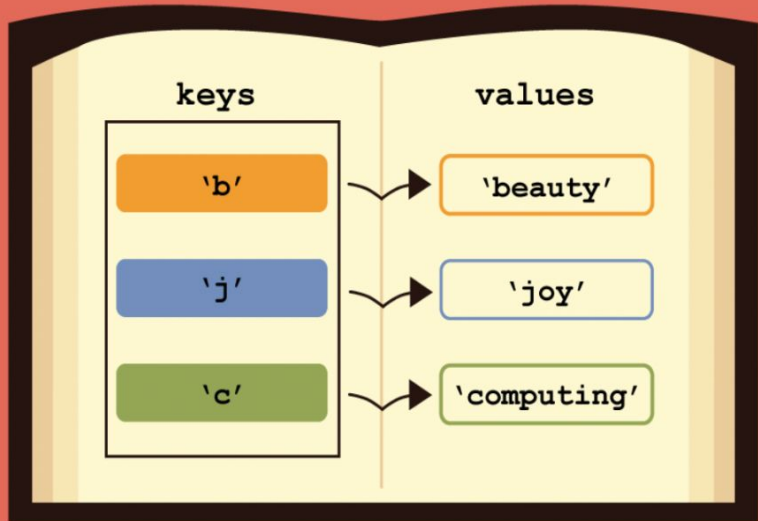 keys values
‘b’ ‘beauty’
‘j’ ‘joy’
‘c’ ‘computing’